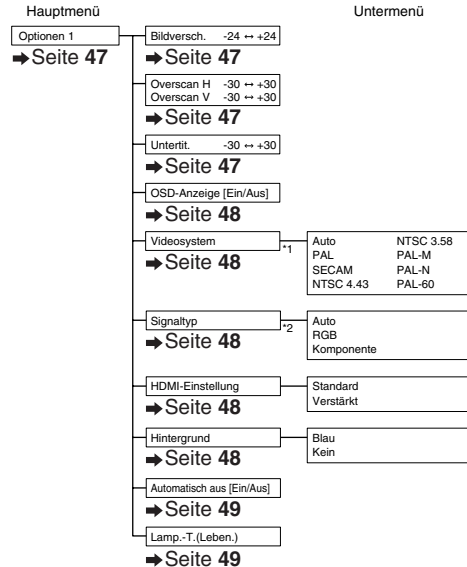 Hauptmenü
Untermenü
Optionen 1
➡Seite 47
Bildversch. -24 ↔ +24
➡Seite 47
Overscan H -30 ↔ +30
Overscan V -30 ↔ +30
➡Seite 47
Untertit. -30 ↔ +30
➡Seite 47
OSD-Anzeige [Ein/Aus]
➡Seite 48
Videosystem
➡Seite 48
*1
Auto NTSC 3.58
PAL PAL-M
SECAM PAL-N
NTSC 4.43 PAL-60
Signaltyp
➡Seite 48
*2
Auto
RGB
Komponente
HDMI-Einstellung
➡Seite 48
Standard
Verstärkt
Hintergrund
➡Seite 48
Blau
Kein
Automatisch aus [Ein/Aus]
➡Seite 49
Lamp.-T.(Leben.)
➡Seite 49